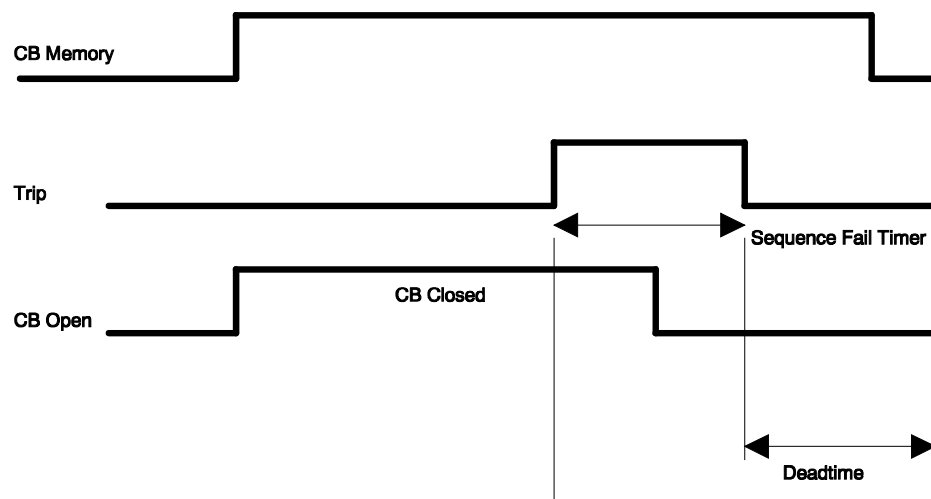 CB Memory
Trip
Sequence Fail Timer
CB Closed
CB Open
Deadtime